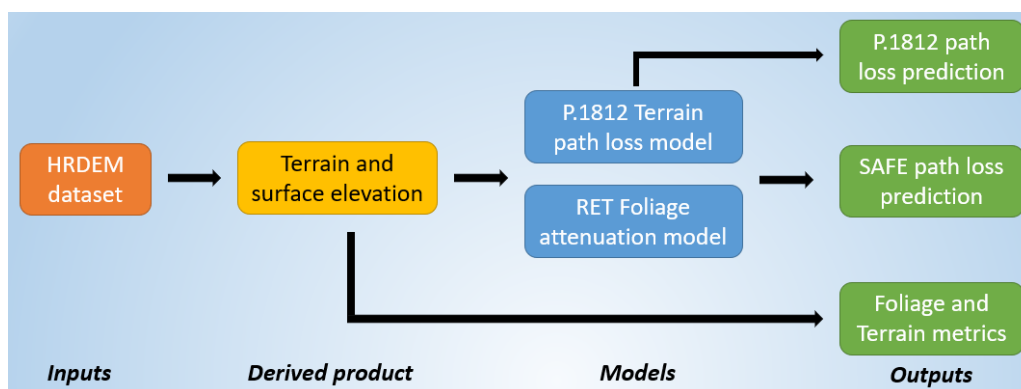 HRDEM
dataset
Terrain and
surface elevation
P.1812 Terrain
path loss model
RET Foliage
attenuation model
P.1812 path
loss prediction
SAFE path loss
prediction
Foliage and
Terrain metrics
Inputs
Derived product
Models
Outputs